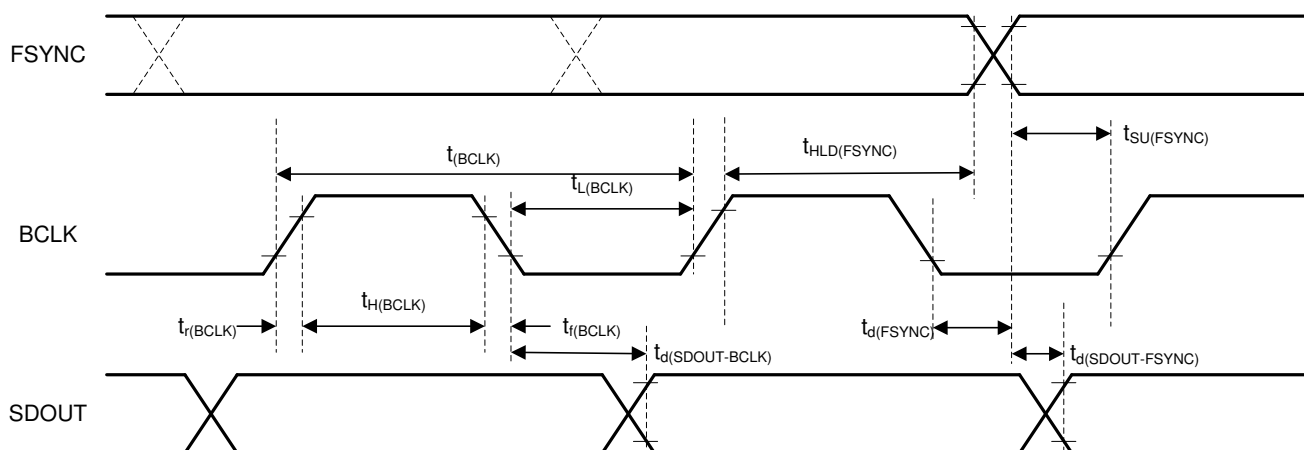 FSYNC
tSU(FSYNC)
t(BCLK)
tHLD(FSYNC)
tL(BCLK)
BCLK
tH(BCLK)
tr(BCLK)
tf(BCLK)
td(FSYNC)
td(SDOUT-BCLK)
td(SDOUT-FSYNC)
SDOUT